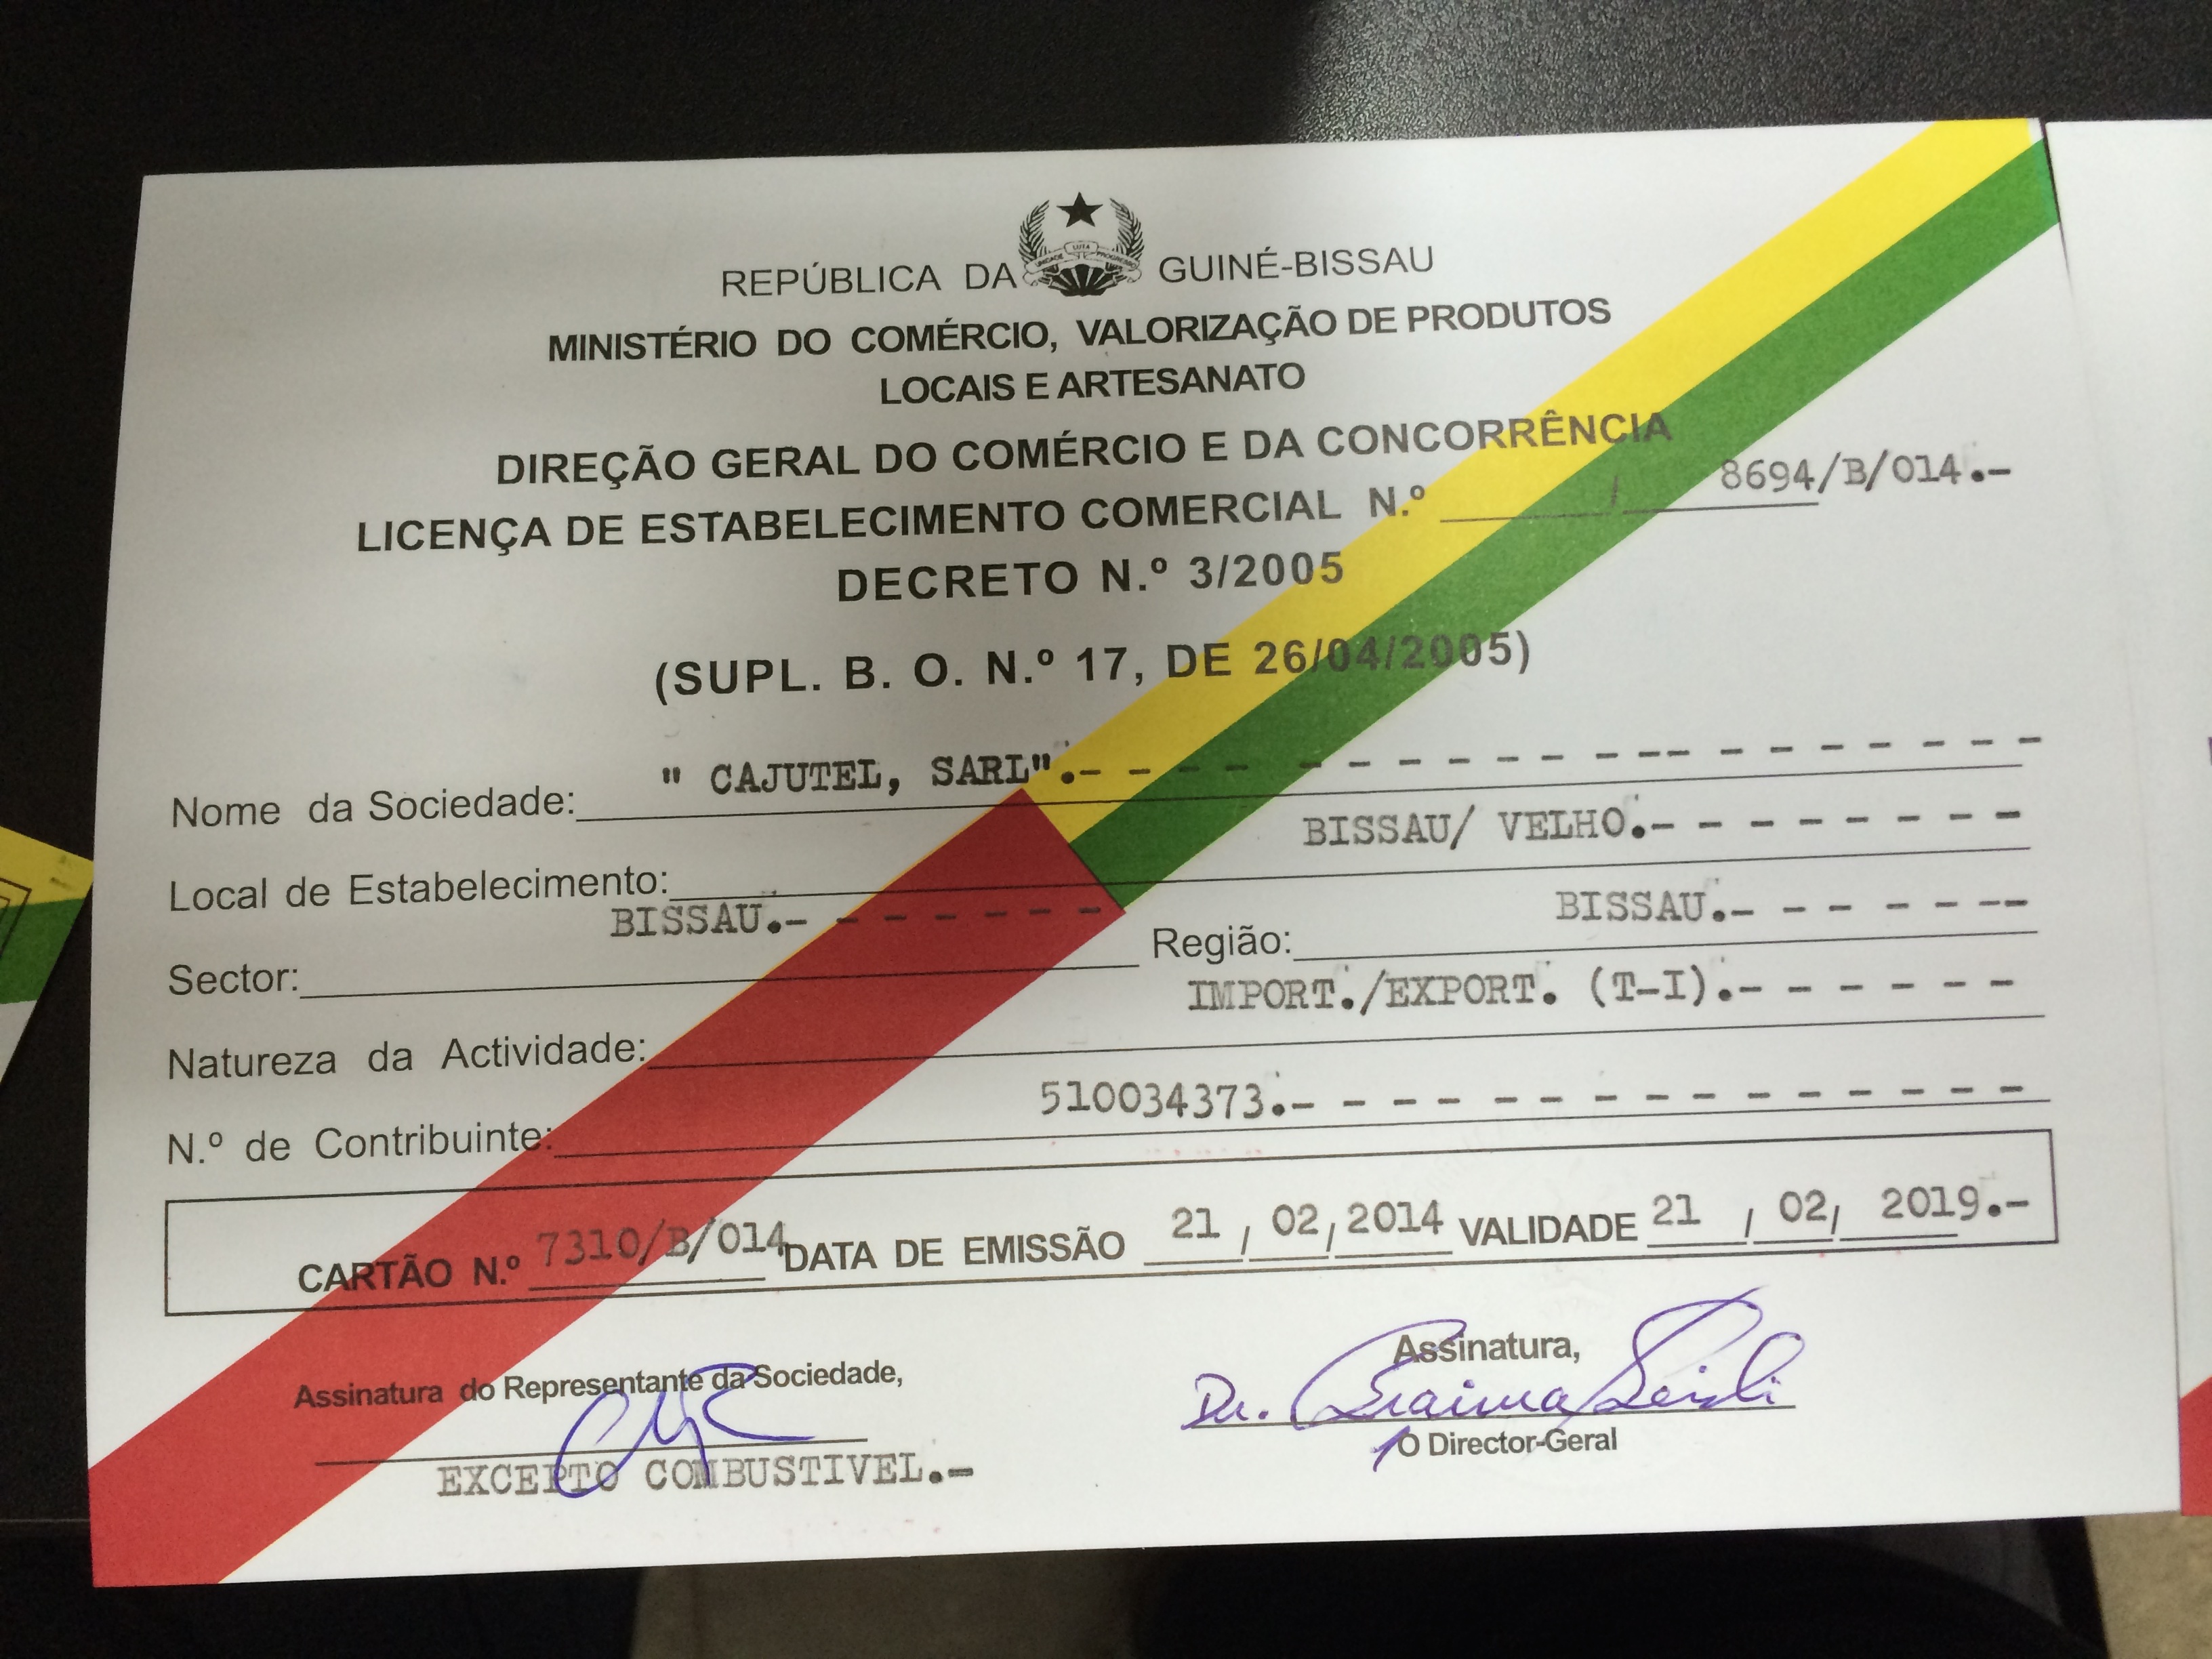 REPÚBLICA DA GUINÉ-BISSAU
MINISTÉRIO DO COMÉRCIO, VALORIZAÇÃO DE PRODUTOS
LOCAIS E ARTESANATO
DIREÇÃO GERAL DO COMÉRCIO E DA CONCORRÊNCIA
LICENÇA DE ESTABELECIMENTO COMERCIAL N.º / 8694/B/014.-
DECRETO N.º 3/2005
(SUPL. B. O. N.º 17, DE 26/04/2005)
Nome da Sociedade: " CAJUTEL, SARL".- - - - - - - - - - - - - - - - -
Local de Estabelecimento: BISSAU/ VELHO.- - - - - - - - -
Sector: BISSAU.- - - - - - - Região: BISSAU.- - - - - - --
Natureza da Actividade: IMPORT./EXPORT. (T-I).- - - - - - -
N.º de Contribuinte: 510034373.- - - - - - - - - - - - - - -
CARTÃO N.º 7310/B/014 DATA DE EMISSÃO 21 / 02 / 2014 VALIDADE 21 / 02 / 2019.-
Assinatura do Representante da Sociedade,
EXCEPTO COMBUSTIVEL.-
Assinatura,
Dr.
O Director-Geral